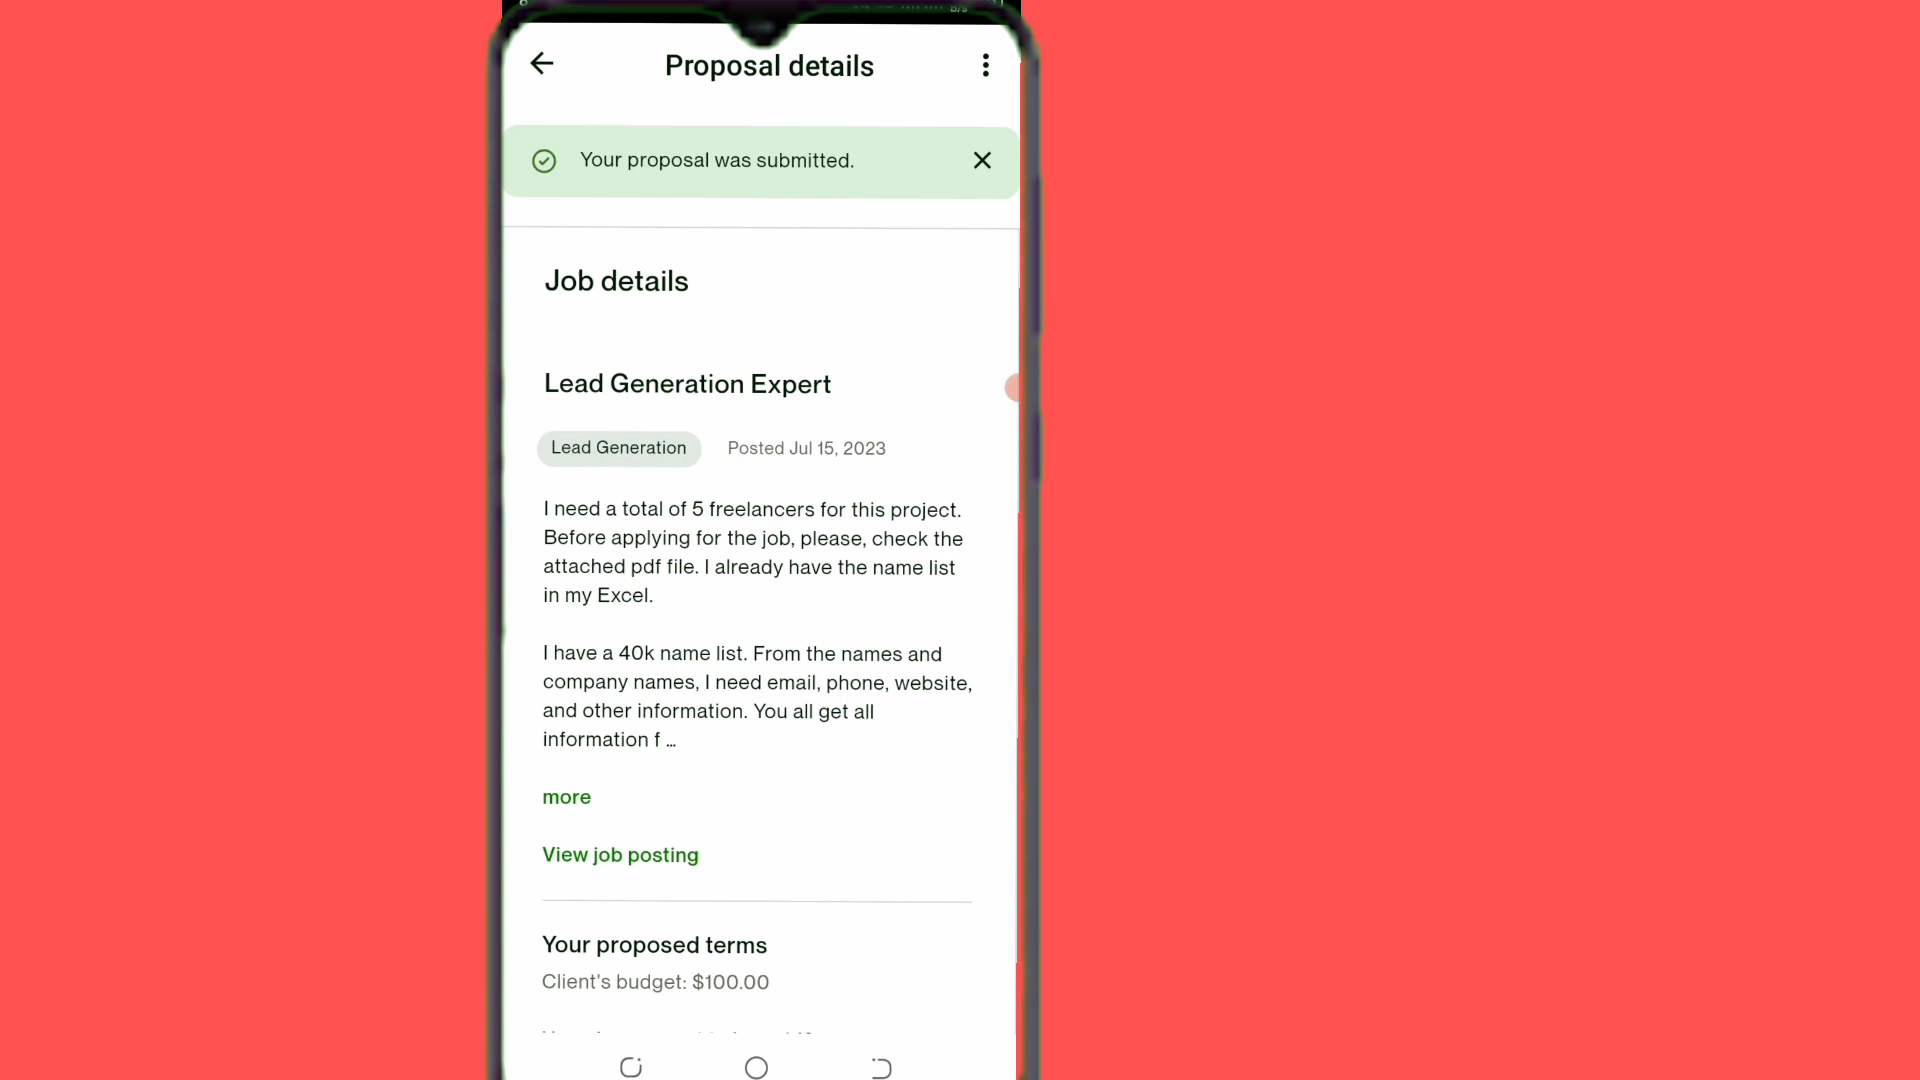 B/s
Proposal details
Your proposal was submitted.
Job details
Lead Generation Expert
Lead Generation Posted Jul 15, 2023
I need a total of 5 freelancers for this project.
Before applying for the job, please, check the
attached pdf file. I already have the name list
in my Excel.
I have a 40k name list. From the names and
company names, I need email, phone, website,
and other information. You all get all
information f ...
more
View job posting
Your proposed terms
Client's budget: $100.00